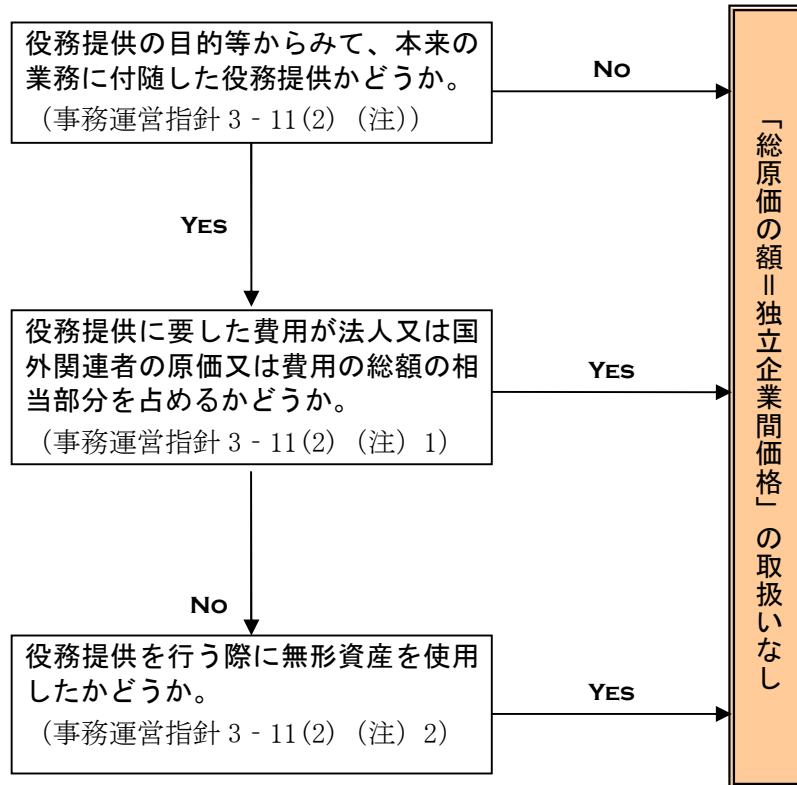 役務提供の目的等からみて、本来の
業務に付随した役務提供かどうか。
（事務運営指針 3‐11(2)（注））
NO
YES
役務提供に要した費用が法人又は国
外関連者の原価又は費用の総額の相
当部分を占めるかどうか。
（事務運営指針 3‐11(2)（注）1）
YES
NO
役務提供を行う際に無形資産を使用
したかどうか。
（事務運営指針 3‐11(2)（注）2）
YES
「総原価の額＝独立企業間価格」の取扱いなし